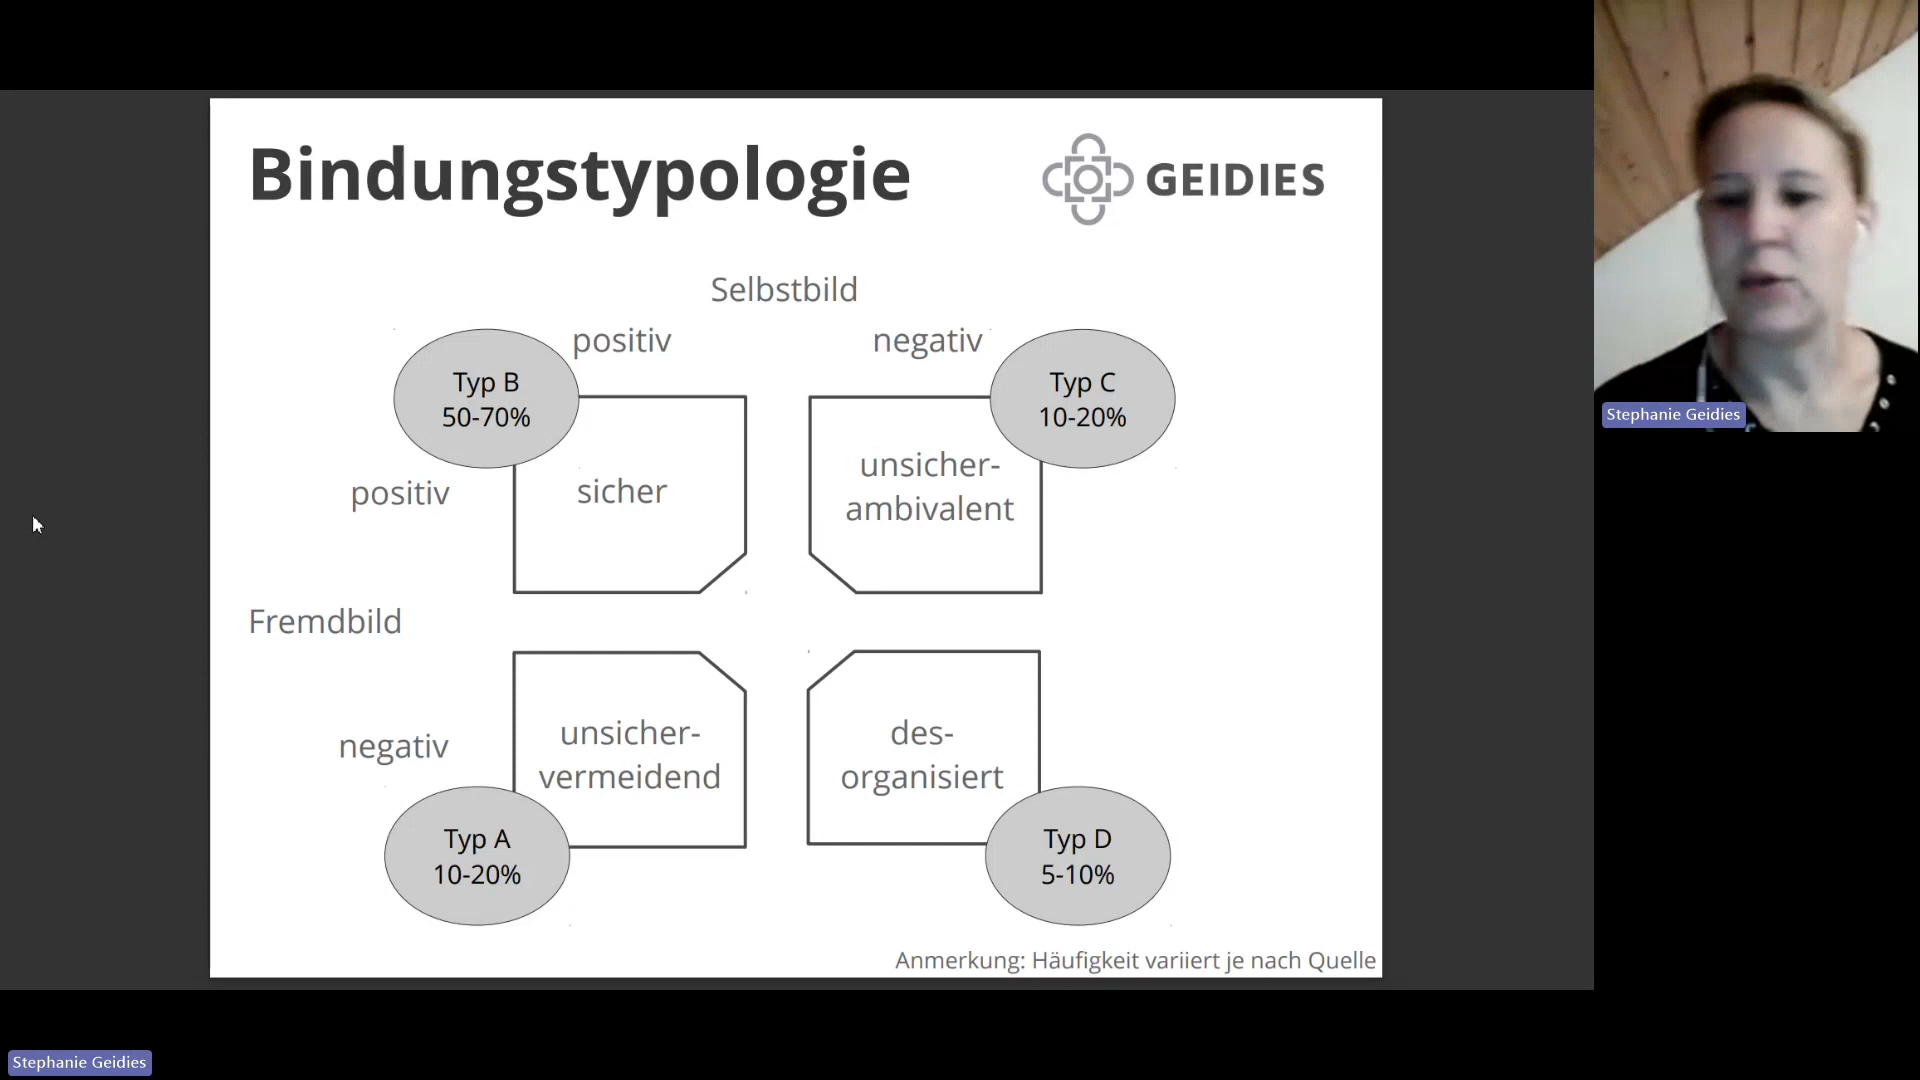 Bindungstypologie
GEIDIES
Selbstbild
positiv
negativ
Typ B
50-70%
Typ C
10-20%
positiv
sicher
unsicher-
ambivalent
Fremdbild
negativ
unsicher-
vermeidend
des-
organisiert
Typ A
10-20%
Typ D
5-10%
Anmerkung: Häufigkeit variiert je nach Quelle
Stephanie Geidies
Stephanie Geidies